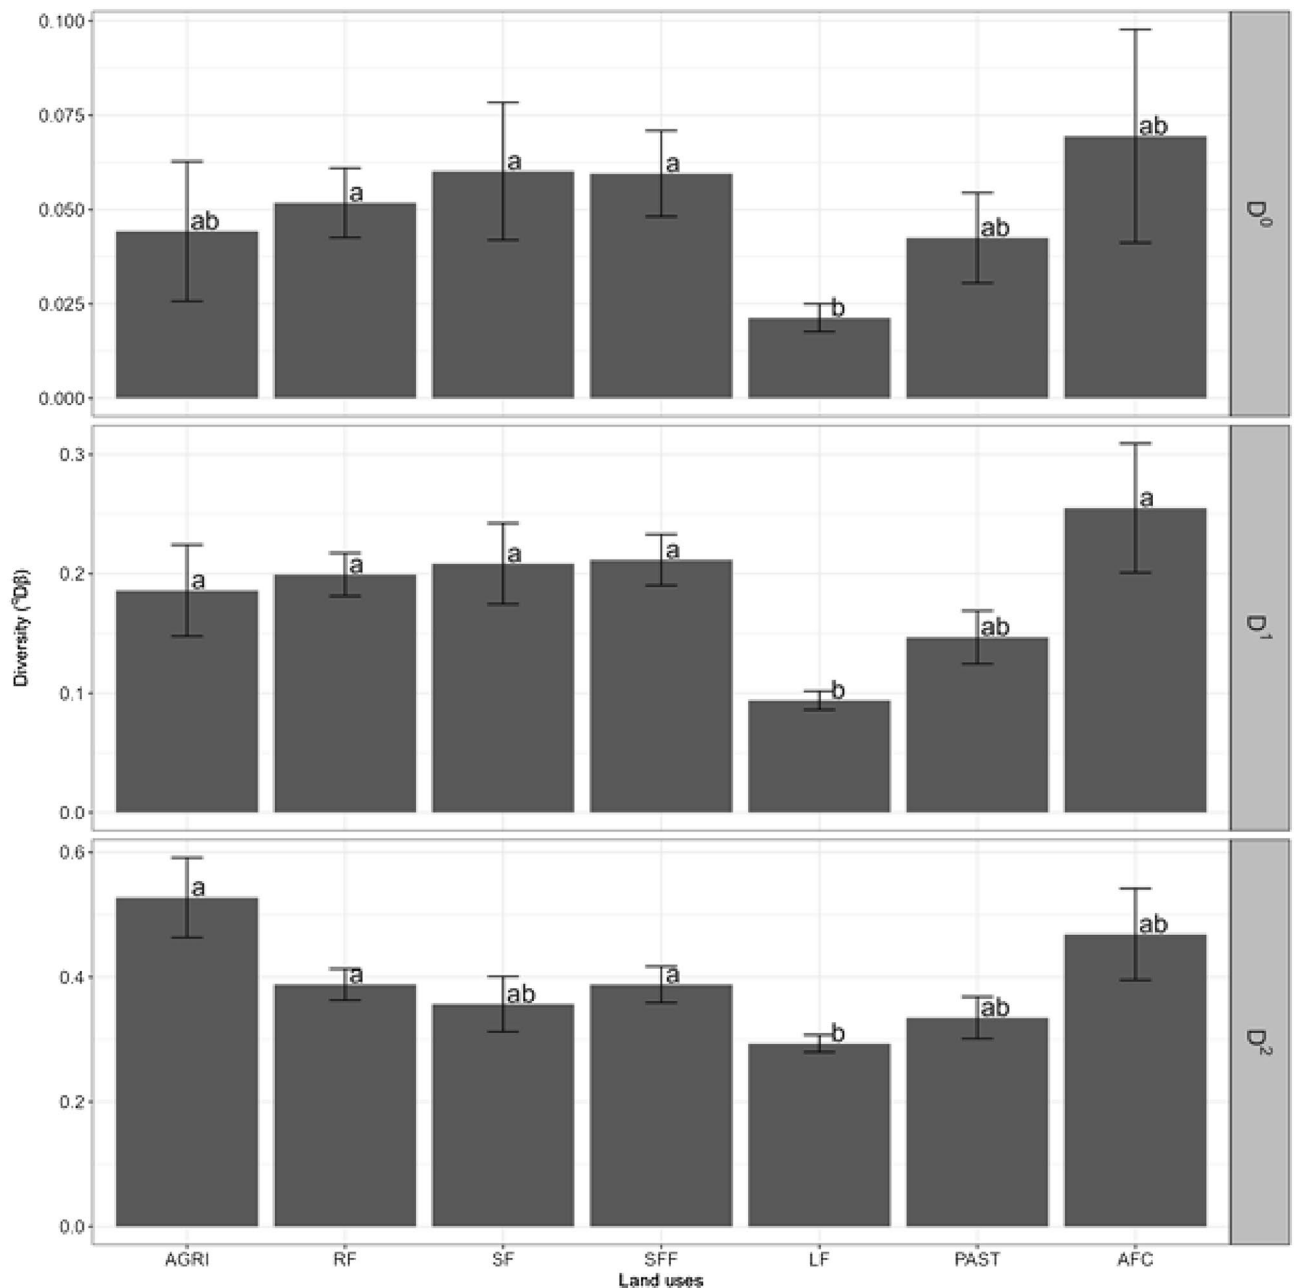 0.100
0.075
0.050
0.025
0.000
ab
a
a
a
b
ab
ab
D⁰
0.3
0.2
0.1
0.0
a
a
a
a
b
ab
a
D¹
0.6
0.4
0.2
0.0
a
a
ab
a
b
ab
ab
D²
Diversity (qDβ)
AGRI RF SF SFF LF PAST AFC
Land uses